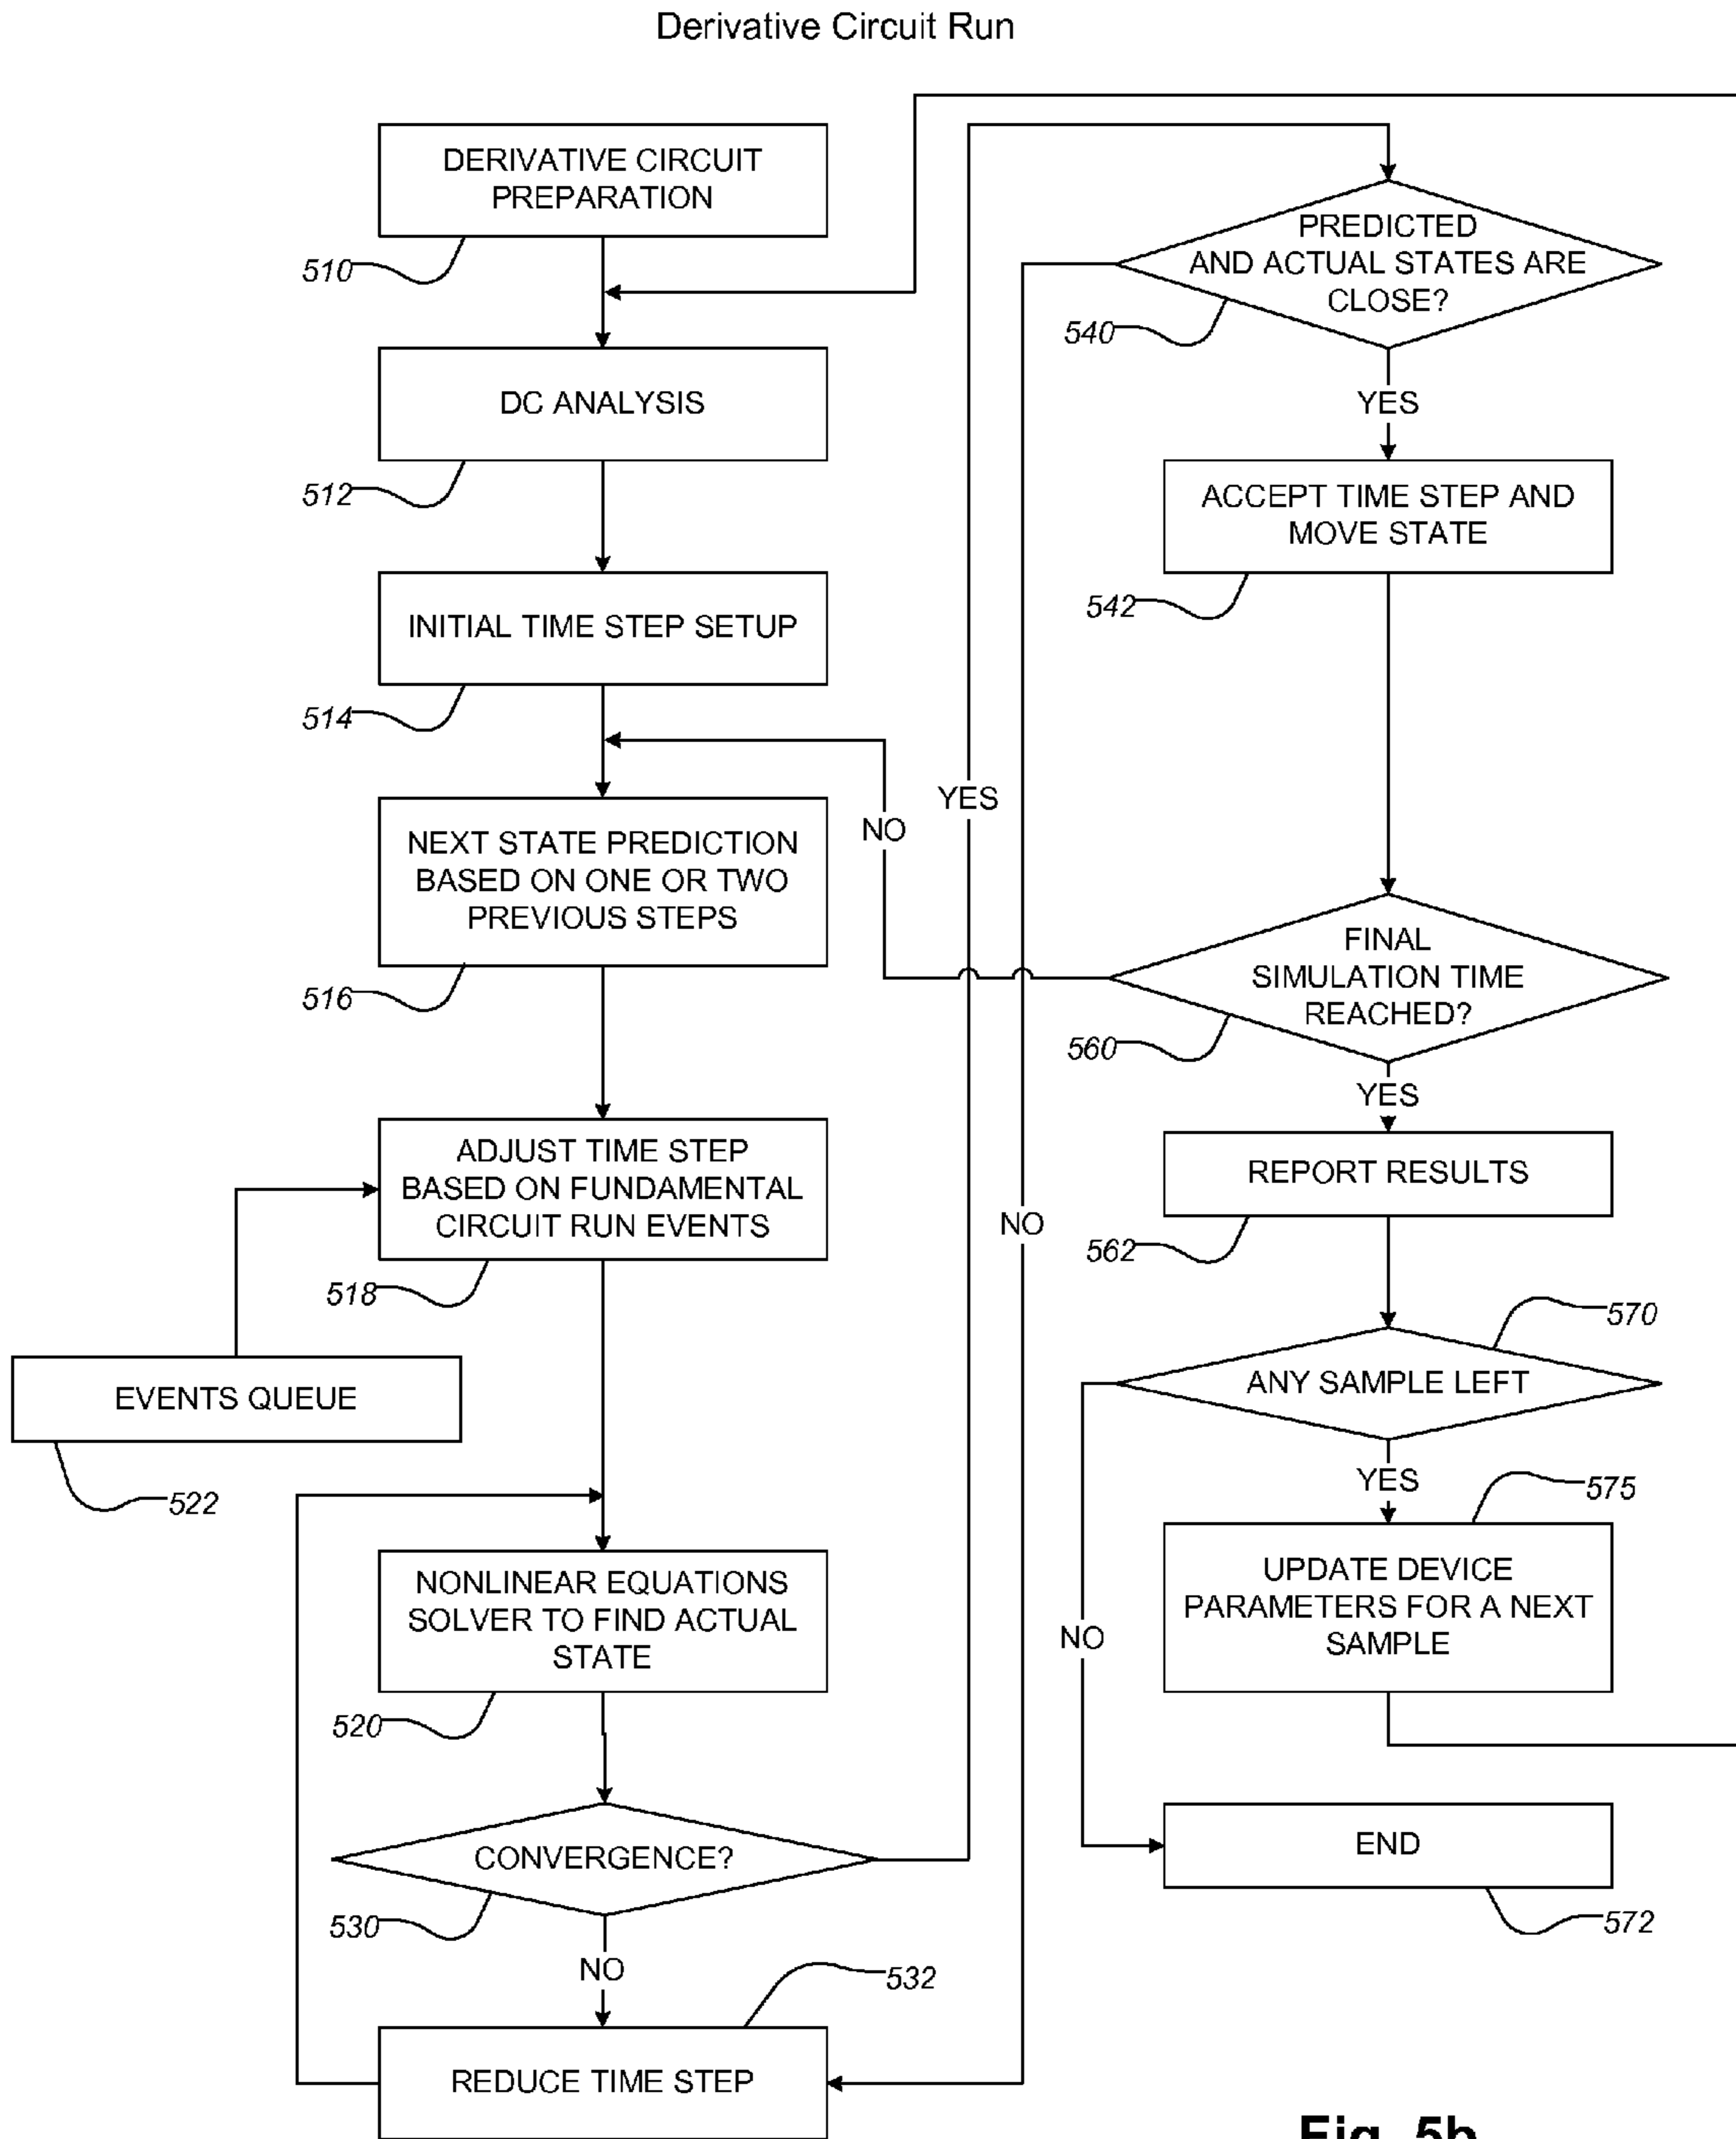 Derivative Circuit Run
DERIVATIVE CIRCUIT
PREPARATION
510
DC ANALYSIS
512
INITIAL TIME STEP SETUP
514
NEXT STATE PREDICTION
BASED ON ONE OR TWO
PREVIOUS STEPS
516
ADJUST TIME STEP
BASED ON FUNDAMENTAL
CIRCUIT RUN EVENTS
518
EVENTS QUEUE
522
NONLINEAR EQUATIONS
SOLVER TO FIND ACTUAL
STATE
520
CONVERGENCE?
530
NO
532
REDUCE TIME STEP
YES
NO
NO
PREDICTED
AND ACTUAL STATES ARE
CLOSE?
540
YES
ACCEPT TIME STEP AND
MOVE STATE
542
FINAL
SIMULATION TIME
REACHED?
560
YES
REPORT RESULTS
562
570
ANY SAMPLE LEFT
YES
575
UPDATE DEVICE
PARAMETERS FOR A NEXT
SAMPLE
NO
END
572
Fig. 5b